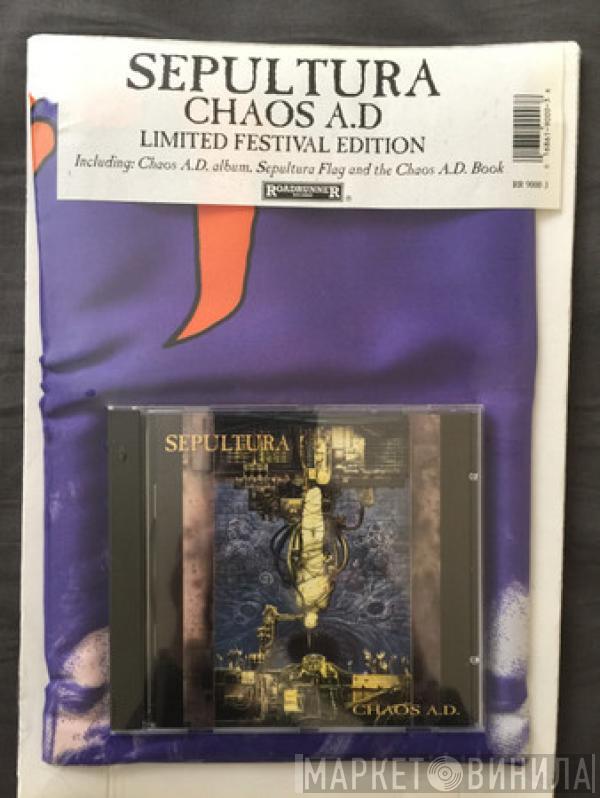 SEPULTURA
CHAOS A.D
LIMITED FESTIVAL EDITION
Including: Chaos A.D. album. Sepultura Flag and the Chaos A.D. Book
ROADRUNNER
®
RR 9000 3
SEPULTURA
CHAOS A.D.
МАРКЕТ ВИНИЛА